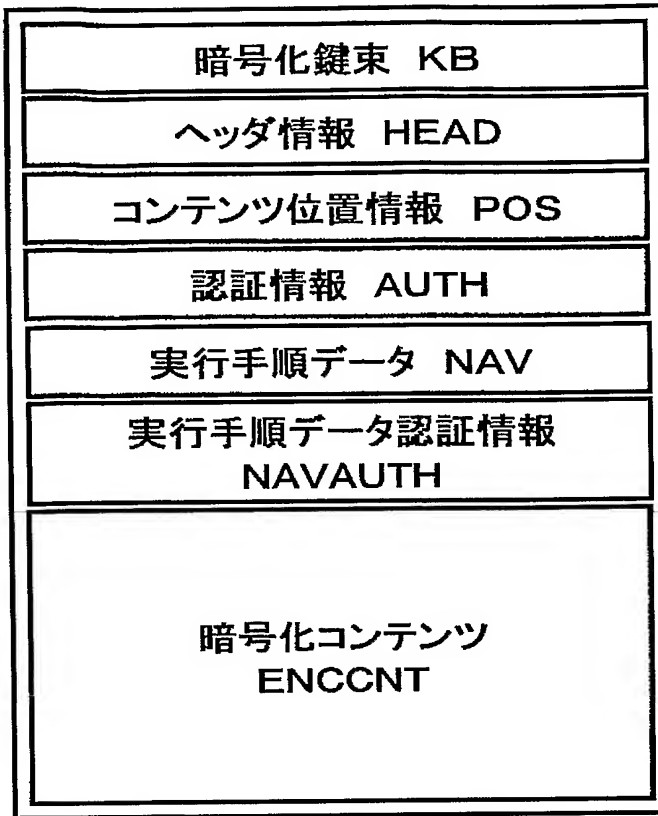 暗号化鍵束 KB
ヘッダ情報 HEAD
コンテンツ位置情報 POS
認証情報 AUTH
実行手順データ NAV
実行手順データ認証情報
NAVAUTH
暗号化コンテンツ
ENCCNT